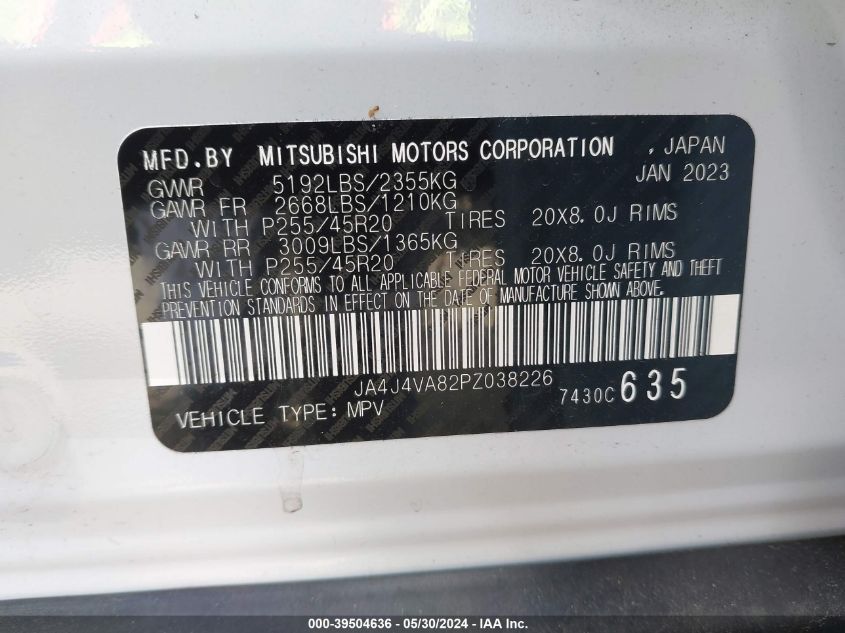 MFD.BY MITSUBISHI MOTORS CORPORATION , JAPAN
JAN 2023
GVWR 5192LBS/2355KG
GAWR FR 2668LBS/1210KG
WITH P255/45R20 TIRES 20X8.0J RIMS
GAWR RR 3009LBS/1365KG
WITH P255/45R20 TIRES 20X8.0J RIMS
THIS VEHICLE CONFORMS TO ALL APPLICABLE FEDERAL MOTOR VEHICLE SAFETY AND THEFT
PREVENTION STANDARDS IN EFFECT ON THE DATE OF MANUFACTURE SHOWN ABOVE.
JA4J4VA82PZ038226
7430C 635
VEHICLE TYPE: MPV
000-39504636 - 05/30/2024 - IAA Inc.